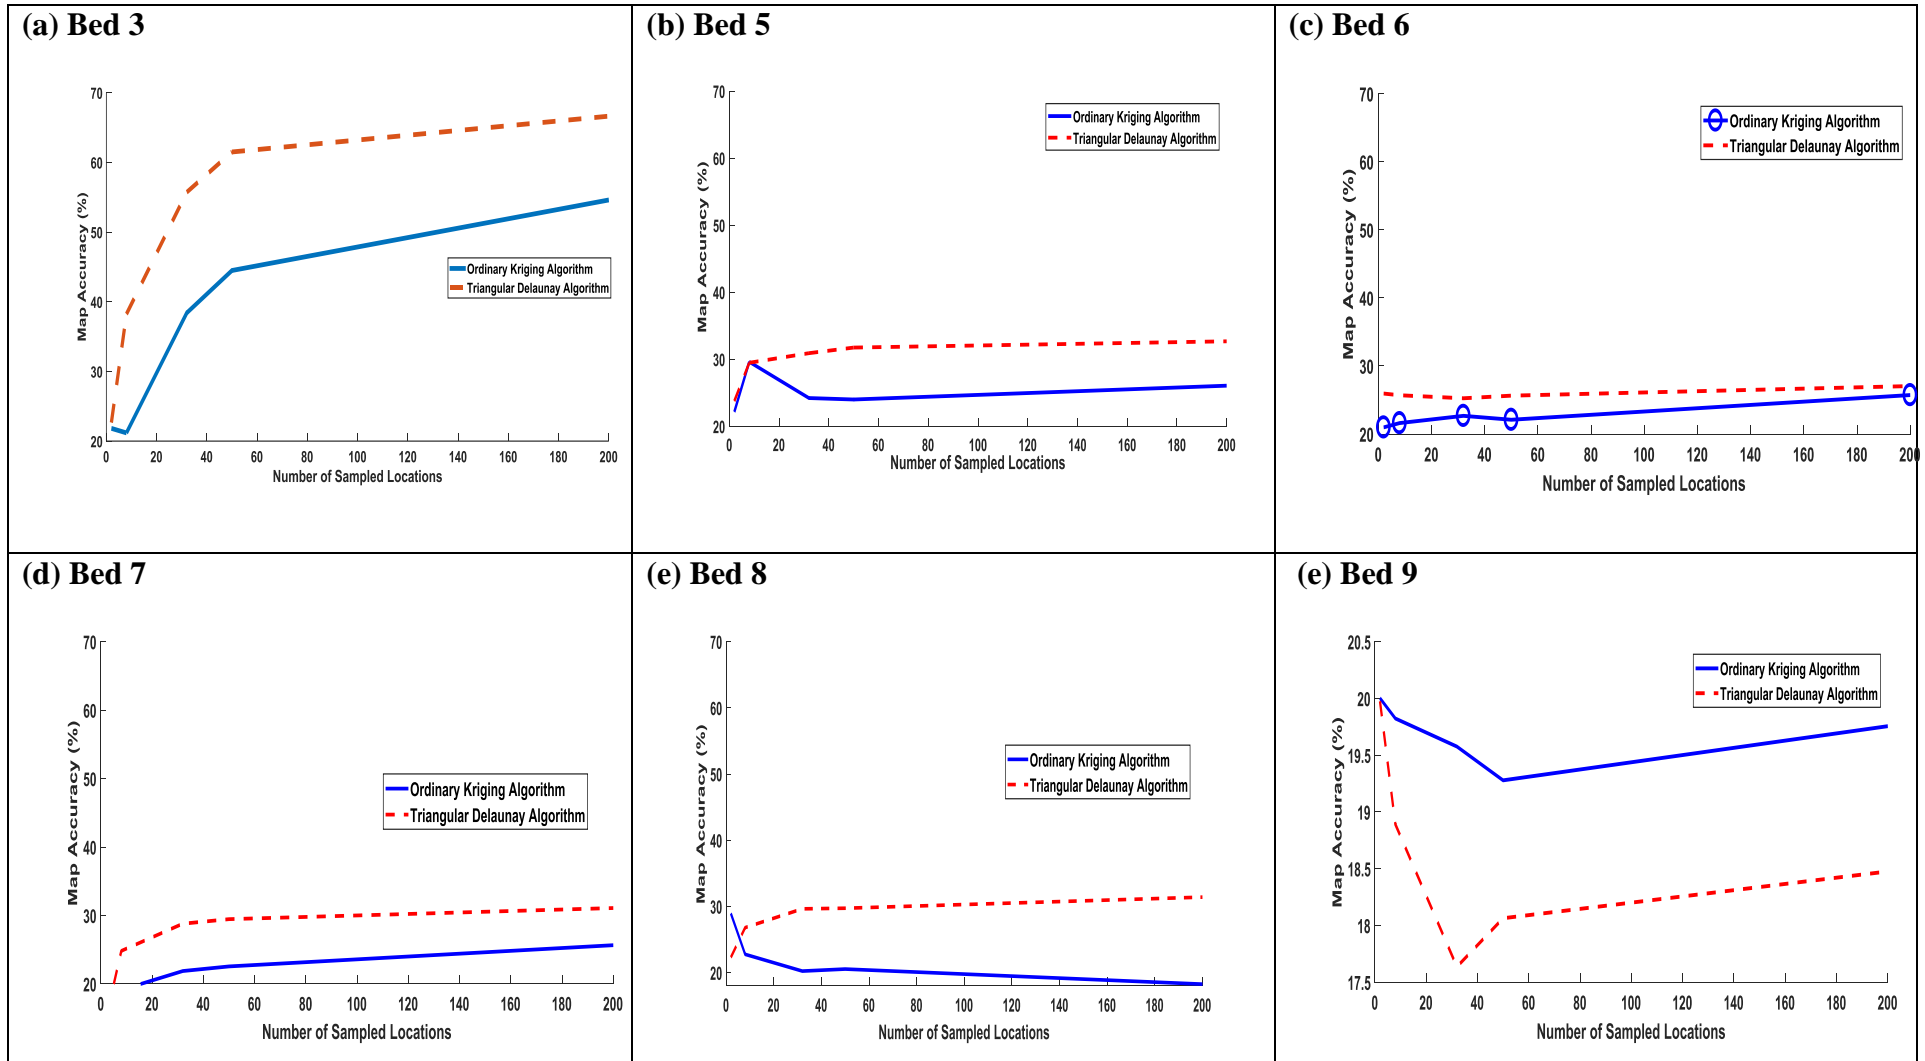 (a) Bed 3
70
60
50
40
30
20
0 20 40 60 80 100 120 140 160 180 200
Map Accuracy (%)
Number of Sampled Locations
Ordinary Kriging Algorithm
Triangular Delaunay Algorithm
(b) Bed 5
70
60
50
40
30
20
0 20 40 60 80 100 120 140 160 180 200
Map Accuracy (%)
Number of Sampled Locations
Ordinary Kriging Algorithm
Triangular Delaunay Algorithm
(c) Bed 6
70
60
50
40
30
20
0 20 40 60 80 100 120 140 160 180 200
Map Accuracy (%)
Number of Sampled Locations
Ordinary Kriging Algorithm
Triangular Delaunay Algorithm
(d) Bed 7
70
60
50
40
30
20
0 20 40 60 80 100 120 140 160 180 200
Map Accuracy (%)
Number of Sampled Locations
Ordinary Kriging Algorithm
Triangular Delaunay Algorithm
(e) Bed 8
70
60
50
40
30
20
0 20 40 60 80 100 120 140 160 180 200
Map Accuracy (%)
Number of Sampled Locations
Ordinary Kriging Algorithm
Triangular Delaunay Algorithm
(e) Bed 9
20.5
20
19.5
19
18.5
18
17.5
0 20 40 60 80 100 120 140 160 180 200
Map Accuracy (%)
Number of Sampled Locations
Ordinary Kriging Algorithm
Triangular Delaunay Algorithm